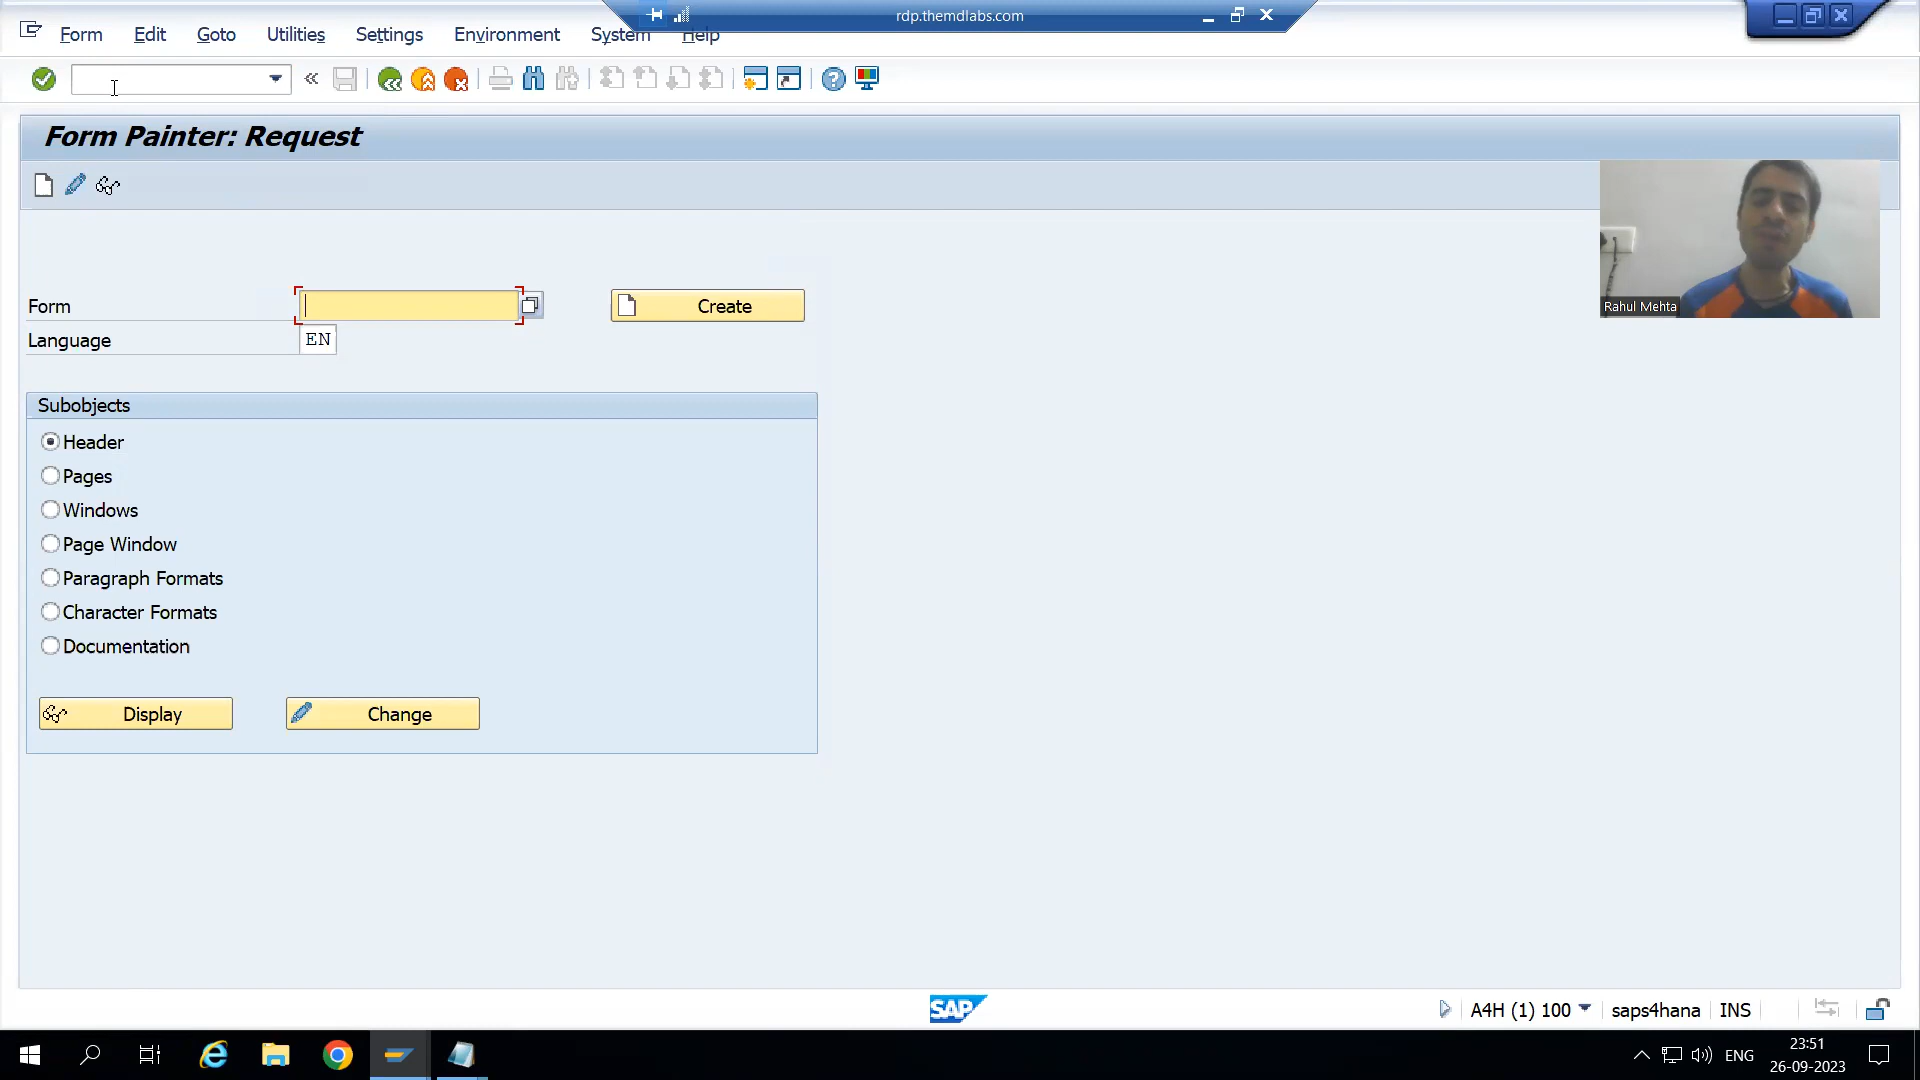 rdp.themdlabs.com
Form Edit Goto Utilities Settings Environment System Help
Form Painter: Request
Rahul Mehta
Form Create
Language EN
Subobjects
Header
Pages
Windows
Page Window
Paragraph Formats
Character Formats
Documentation
Display Change
SAP
A4H (1) 100 saps4hana INS
ENG
23:51
26-09-2023